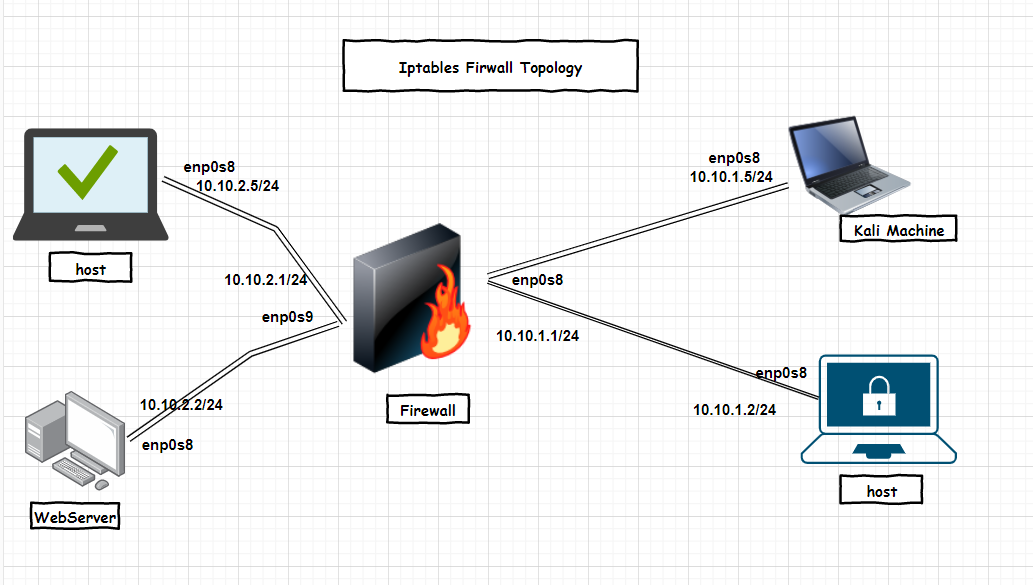 Iptables Firwall Topology
enp0s8
10.10.2.5/24
host
enp0s8
10.10.1.5/24
Kali Machine
10.10.2.1/24
enp0s9
enp0s8
10.10.1.1/24
Firewall
10.10.2.2/24
enp0s8
WebServer
enp0s8
10.10.1.2/24
host